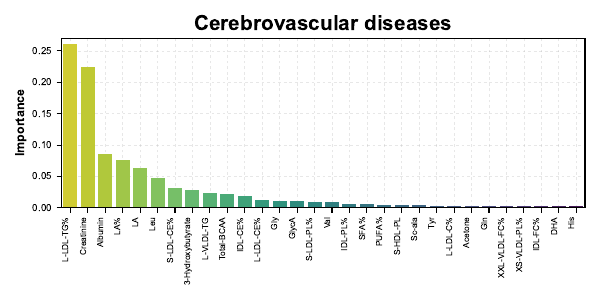 Cerebrovascular diseases
Importance
0.25
0.20
0.15
0.10
0.05
0.00
L-LDL-TG%
Creatinine
Albumin
LA%
LA
Leu
S-LDL-CE%
3-Hydroxybutyrate
L-VLDL-TG
Total-BCAA
IDL-CE%
L-LDL-CE%
Gly
GlycA
S-LDL-PL%
Val
IDL-PL%
SFA%
PUFA%
S-HDL-PL
Tyr
L-LDL-C%
Acetone
Gln
XXL-VLDL-FC%
XS-VLDL-PL%
IDL-FC%
DHA
His